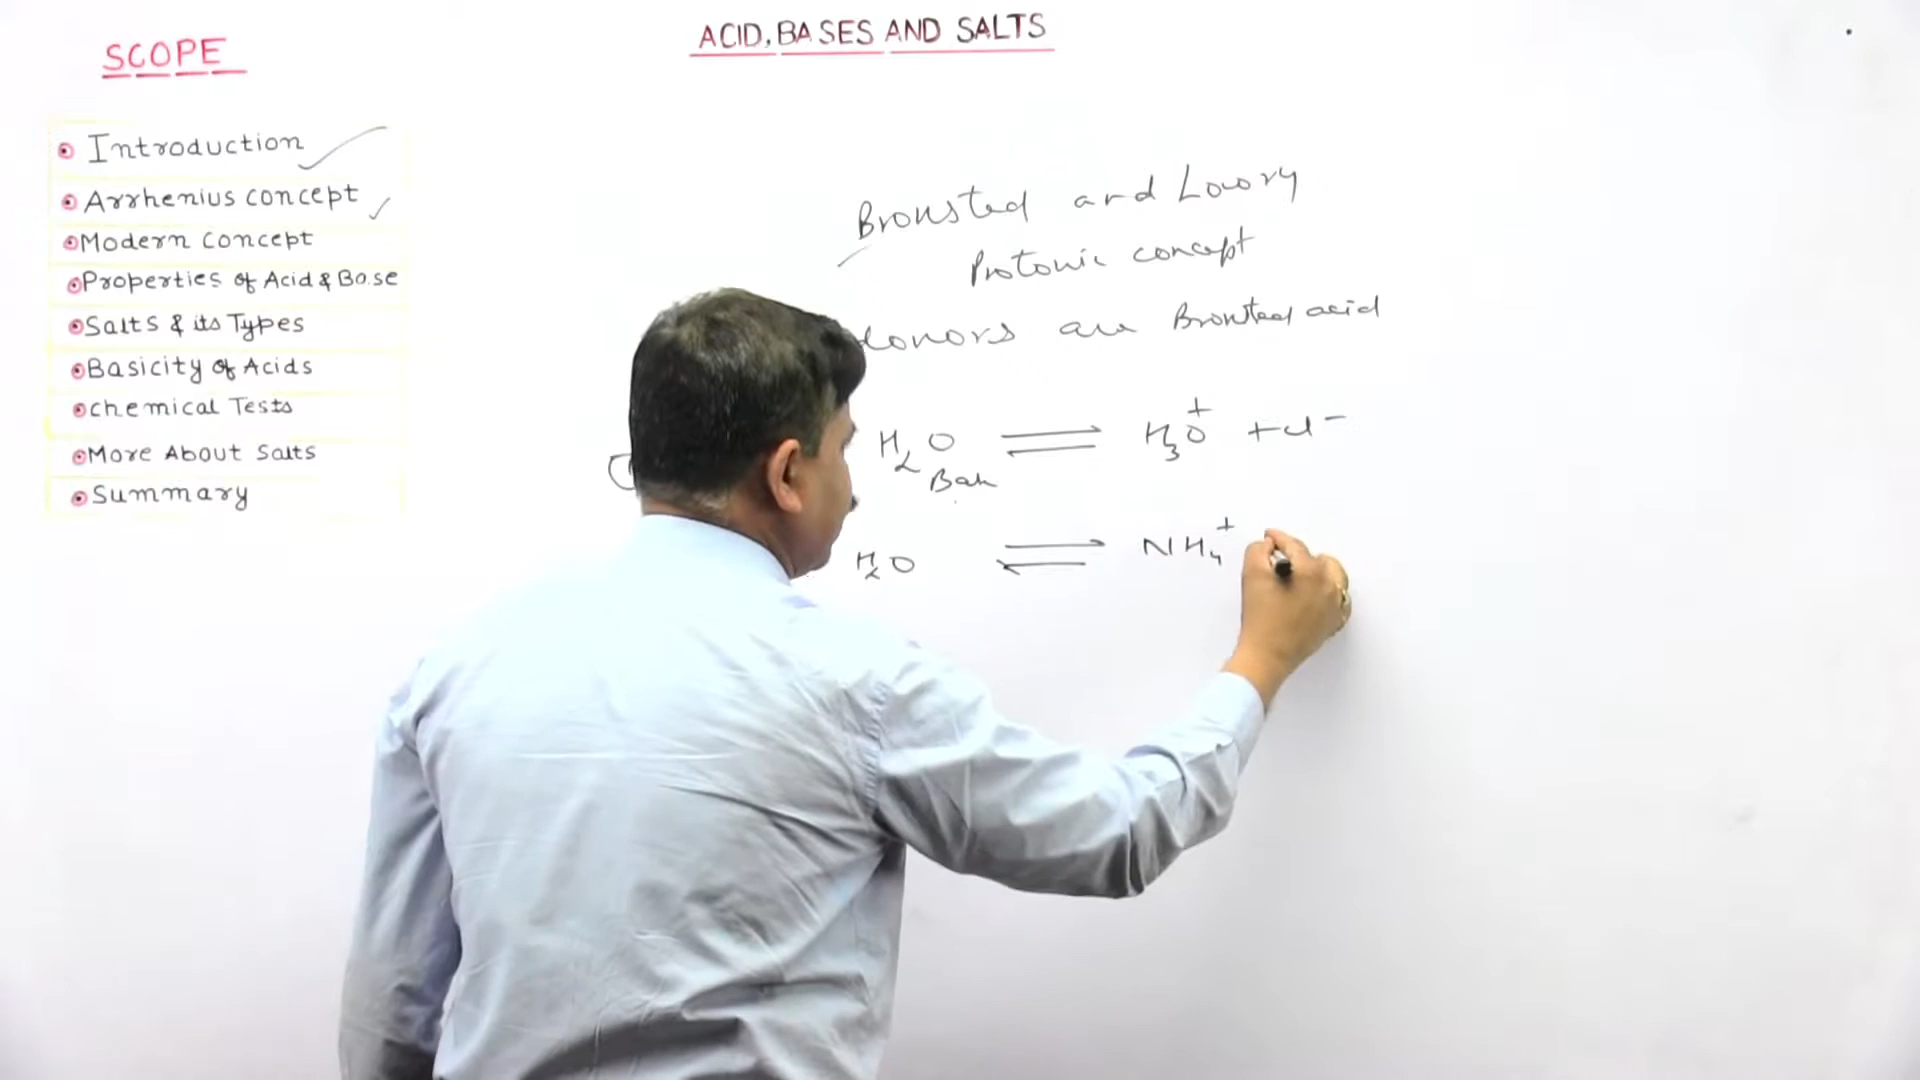 ACID, BASES AND SALTS
SCOPE
Introduction
Arrhenius concept
Modern Concept
Properties of Acid & Base
Salts & its Types
Basicity of Acids
Chemical Tests
More About Salts
Summary
Bronsted and Lowry
Protonic concept
donors are Bronsted acid
H2O ⇌ H3O+ + Cl−
Base
H2O ⇌ NH4+